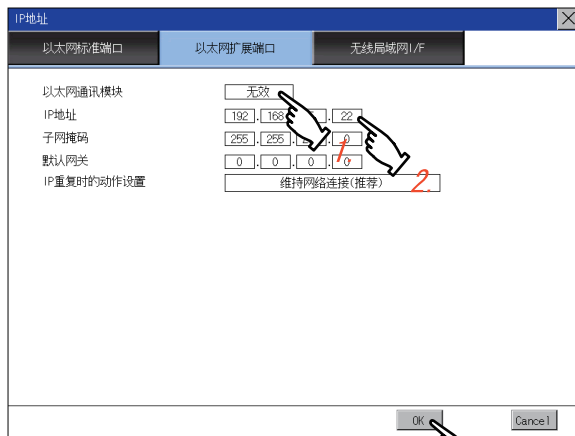 IP地址
以太网标准端口 以太网扩展端口 无线局域网I/F
以太网通讯模块 无效
IP地址 192 . 168 . . 22
子网掩码 255 . 255 . 2 . 0
默认网关 0 . 0 . 0 . 0
1.
IP重复时的动作设置 维持网络连接(推荐)
2.
OK Cancel